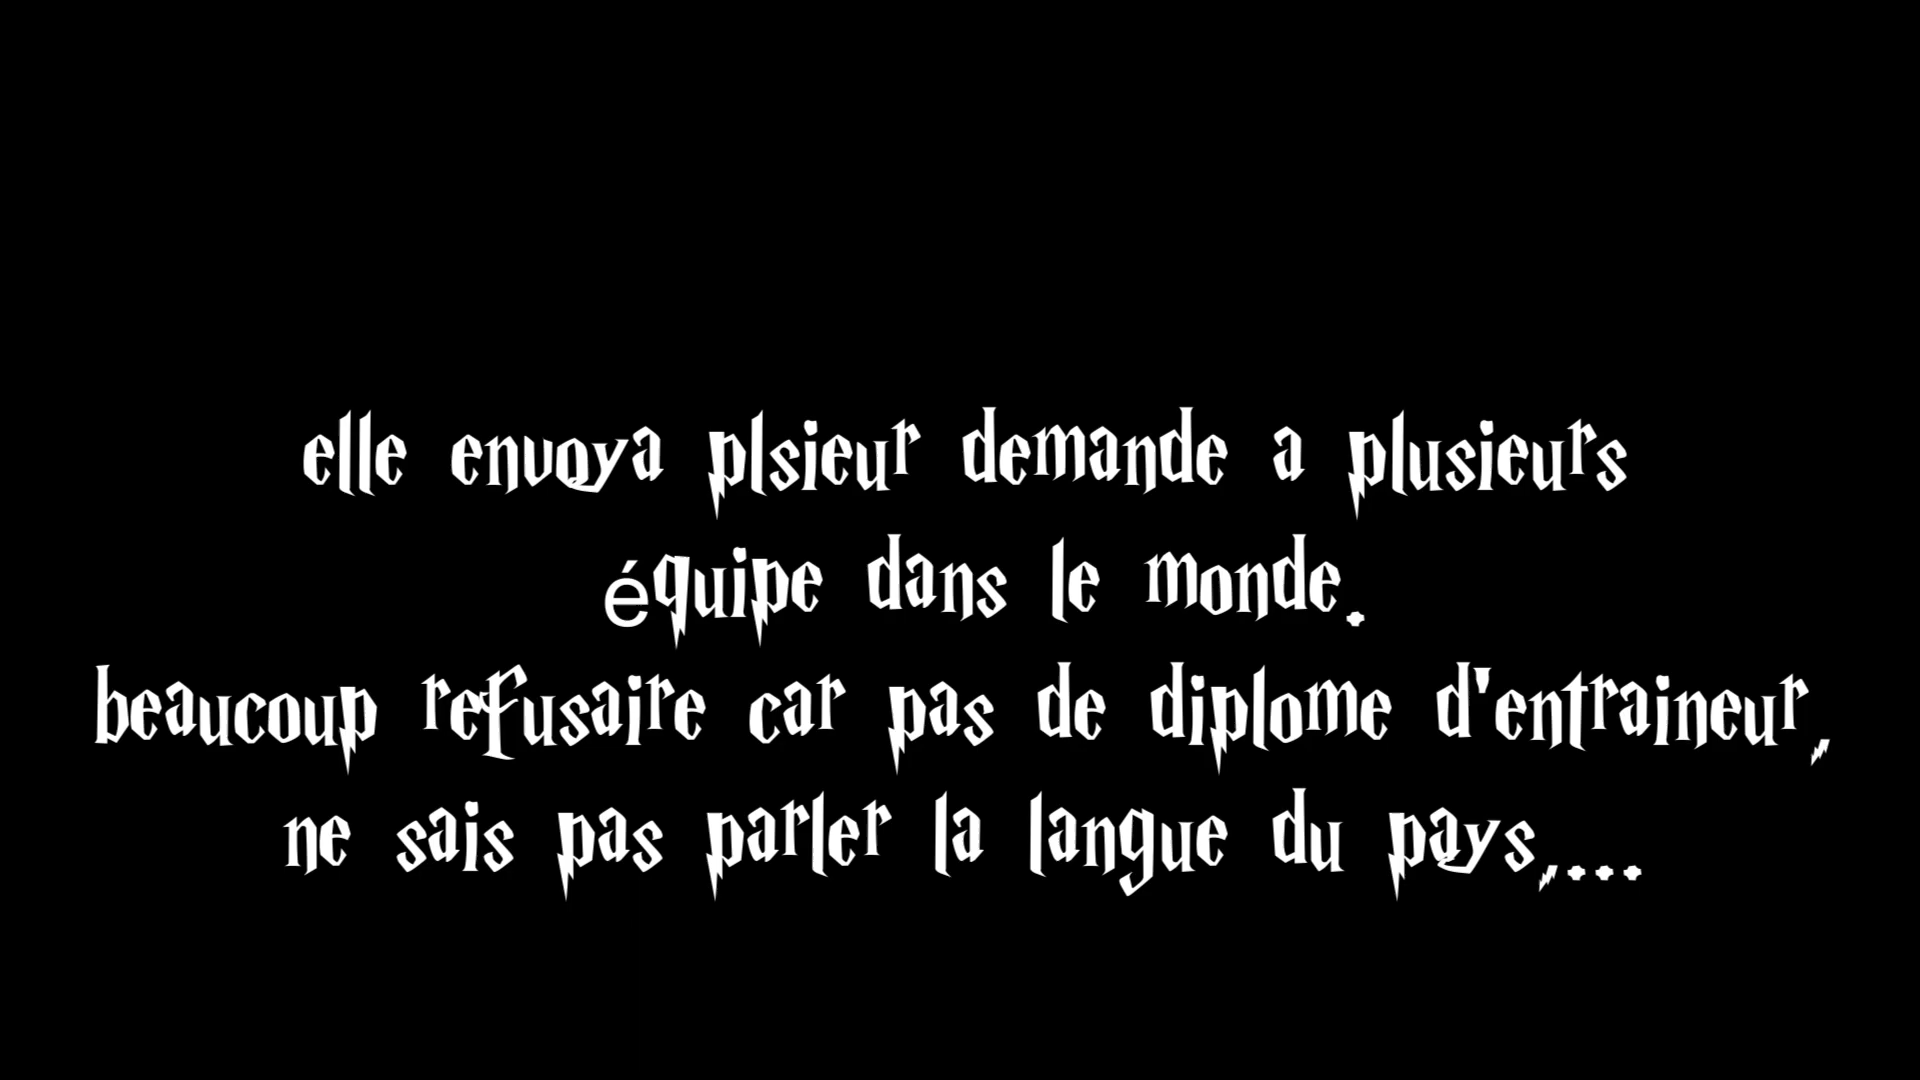 elle envoya plsieur demande a plusieurs
équipe dans le monde.
beaucoup refusaire car pas de diplome d'entraineur,
ne sais pas parler la langue du pays,...